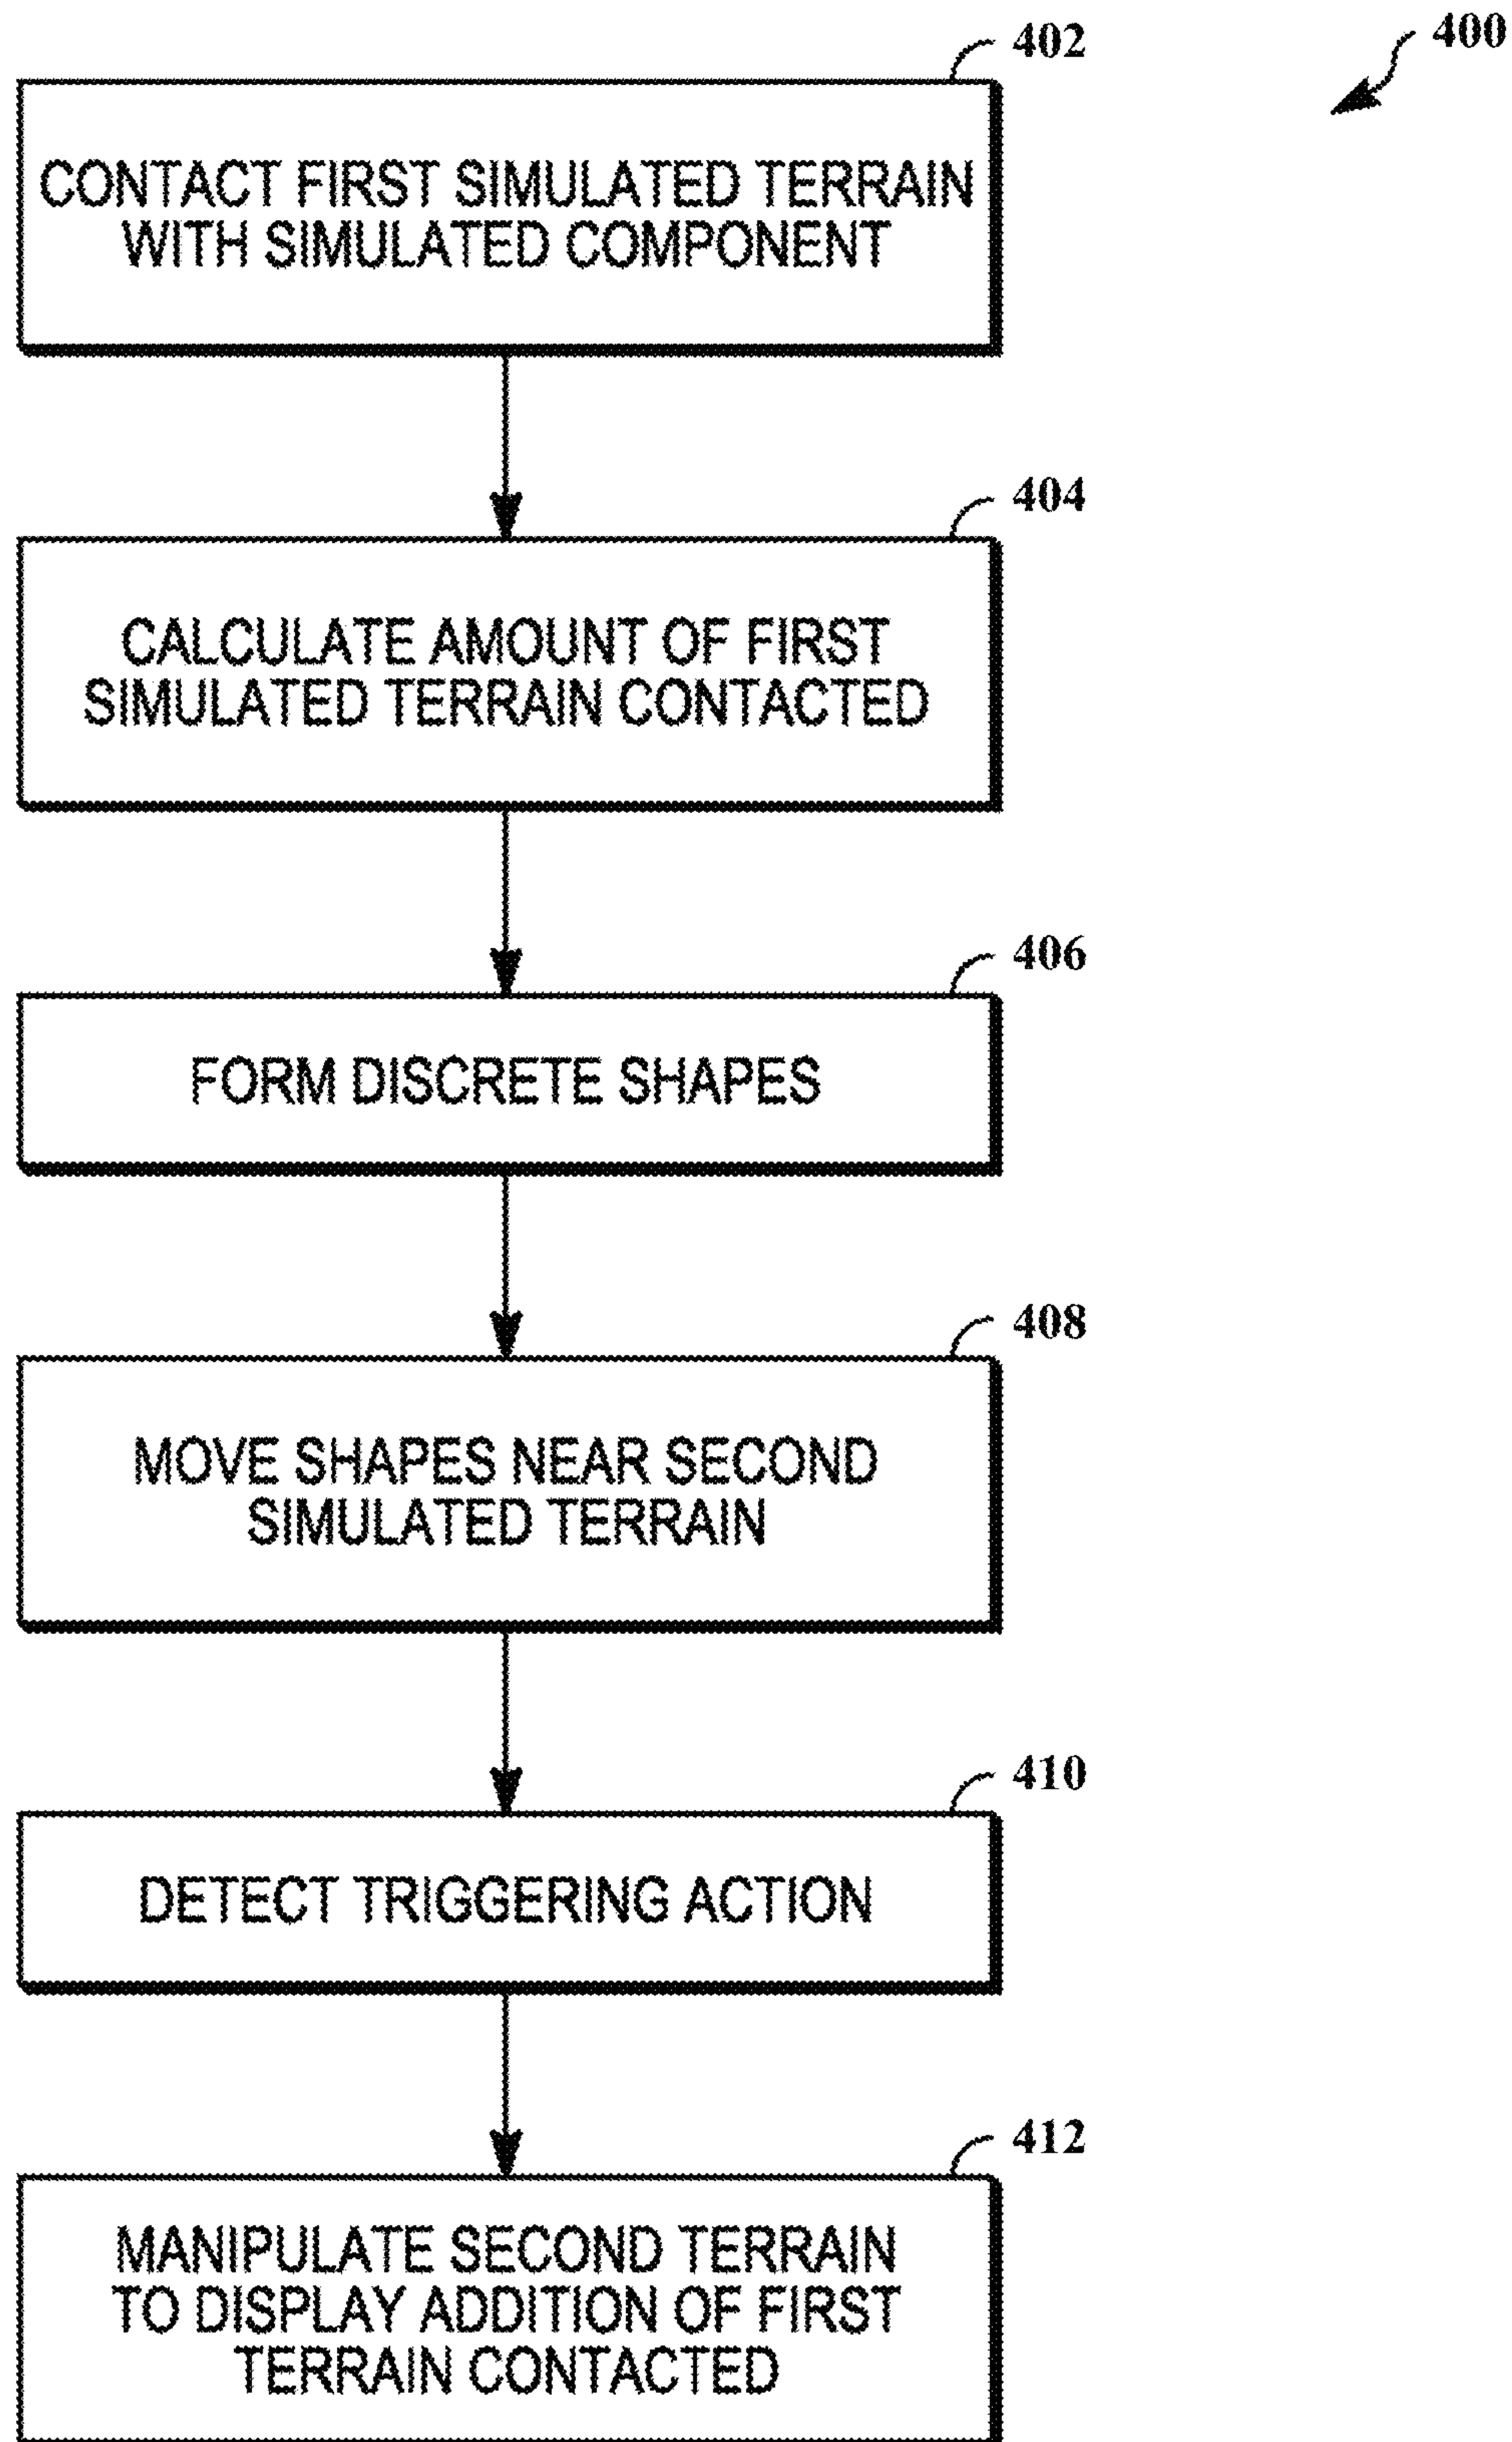 400
402
CONTACT FIRST SIMULATED TERRAIN
WITH SIMULATED COMPONENT
404
CALCULATE AMOUNT OF FIRST
SIMULATED TERRAIN CONTACTED
406
FORM DISCRETE SHAPES
408
MOVE SHAPES NEAR SECOND
SIMULATED TERRAIN
410
DETECT TRIGGERING ACTION
412
MANIPULATE SECOND TERRAIN
TO DISPLAY ADDITION OF FIRST
TERRAIN CONTACTED